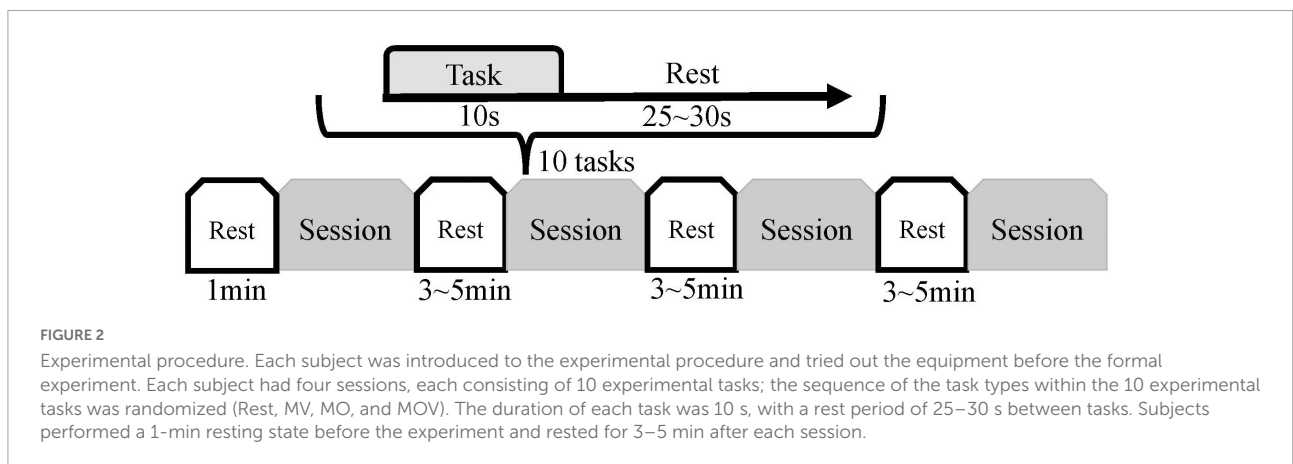 Task
Rest
10s
25~30s
10 tasks
Rest
Session
Rest
Session
Rest
Session
Rest
Session
1min
3~5min
3~5min
3~5min
FIGURE 2
Experimental procedure. Each subject was introduced to the experimental procedure and tried out the equipment before the formal
experiment. Each subject had four sessions, each consisting of 10 experimental tasks; the sequence of the task types within the 10 experimental
tasks was randomized (Rest, MV, MO, and MOV). The duration of each task was 10 s, with a rest period of 25–30 s between tasks. Subjects
performed a 1-min resting state before the experiment and rested for 3–5 min after each session.